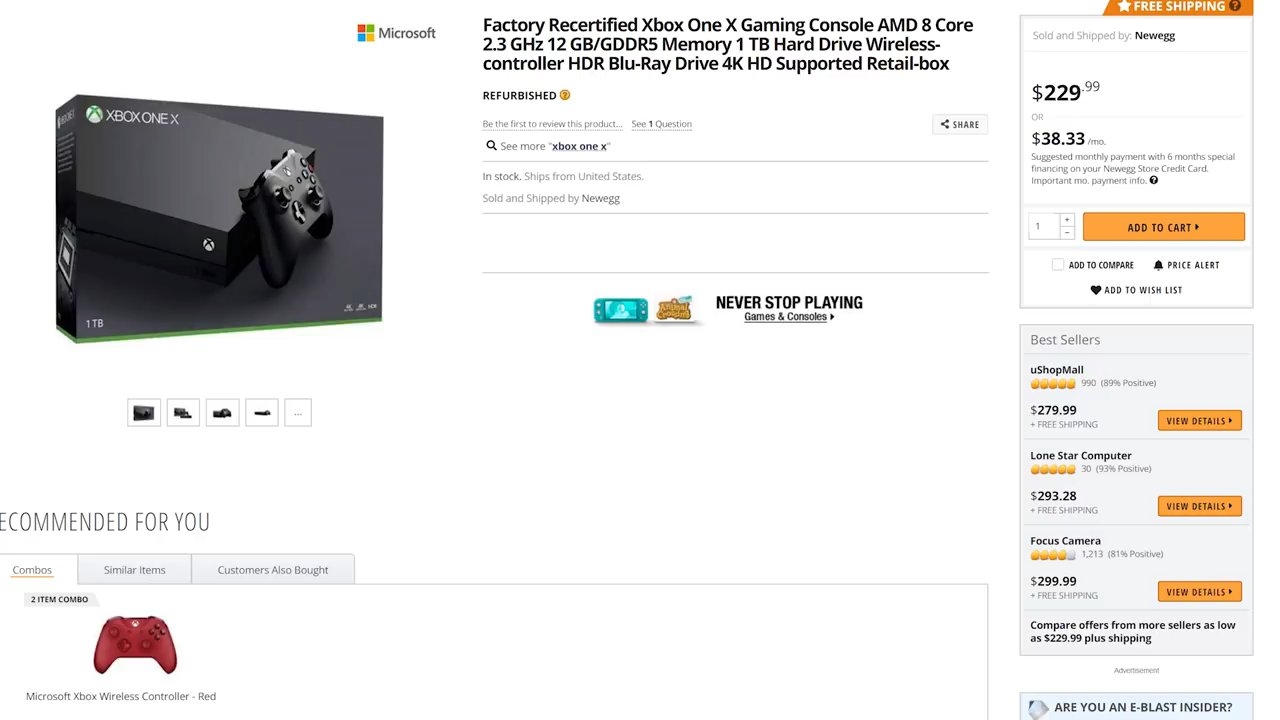 FREE SHIPPING
Microsoft
Factory Recertified Xbox One X Gaming Console AMD 8 Core
2.3 GHz 12 GB/GDDR5 Memory 1 TB Hard Drive Wireless-
controller HDR Blu-Ray Drive 4K HD Supported Retail-box
REFURBISHED
Be the first to review this product...
See 1 Question
SHARE
See more "xbox one x"
In stock. Ships from United States.
Sold and Shipped by Newegg
XBOX ONE X
1 TB
HDR
NEVER STOP PLAYING
Games & Consoles
...
Sold and Shipped by: Newegg
$229.99
OR
$38.33 /mo.
Suggested monthly payment with 6 months special
financing on your Newegg Store Credit Card.
Important mo. payment info.
1
+
-
ADD TO CART
ADD TO COMPARE
PRICE ALERT
ADD TO WISH LIST
Best Sellers
uShopMall
990 (89% Positive)
$279.99
+ FREE SHIPPING
VIEW DETAILS
Lone Star Computer
30 (93% Positive)
$293.28
+ FREE SHIPPING
VIEW DETAILS
Focus Camera
1,213 (81% Positive)
$299.99
+ FREE SHIPPING
VIEW DETAILS
Compare offers from more sellers as low
as $229.99 plus shipping
Advertisement
ARE YOU AN E-BLAST INSIDER?
ECOMMENDED FOR YOU
Combos
Similar Items
Customers Also Bought
2 ITEM COMBO
Microsoft Xbox Wireless Controller - Red